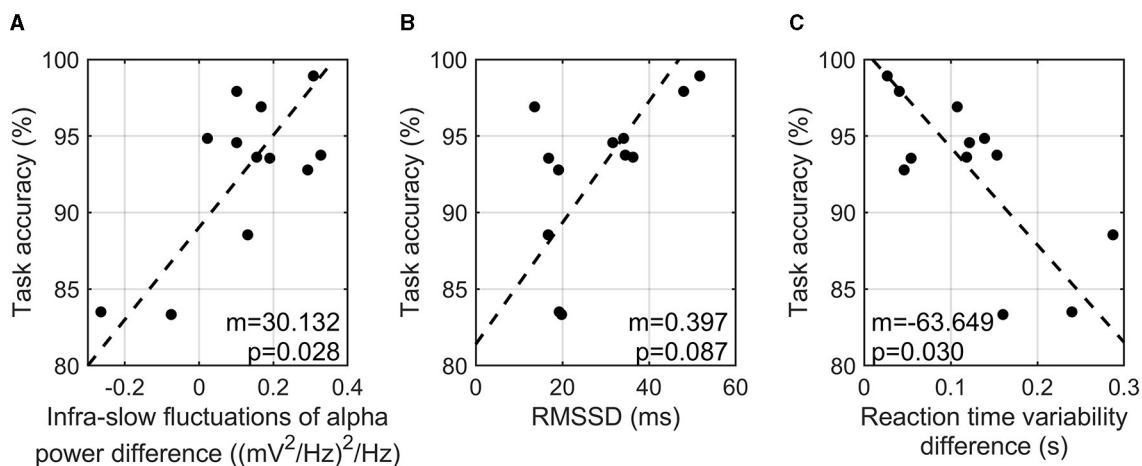 A
Task accuracy (%)
100
95
90
85
80
m=30.132
p=0.028
-0.2
0
0.2
0.4
Infra-slow fluctuations of alpha
power difference ((mV²/Hz)²/Hz)
B
Task accuracy (%)
100
95
90
85
80
m=0.397
p=0.087
0
20
40
60
RMSSD (ms)
C
Task accuracy (%)
100
95
90
85
80
m=-63.649
p=0.030
0
0.1
0.2
0.3
Reaction time variability
difference (s)